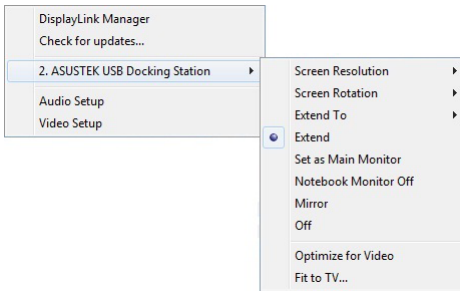 DisplayLink Manager
Check for updates...
2. ASUSTEK USB Docking Station
Audio Setup
Video Setup
Screen Resolution
Screen Rotation
Extend To
Extend
Set as Main Monitor
Notebook Monitor Off
Mirror
Off
Optimize for Video
Fit to TV...